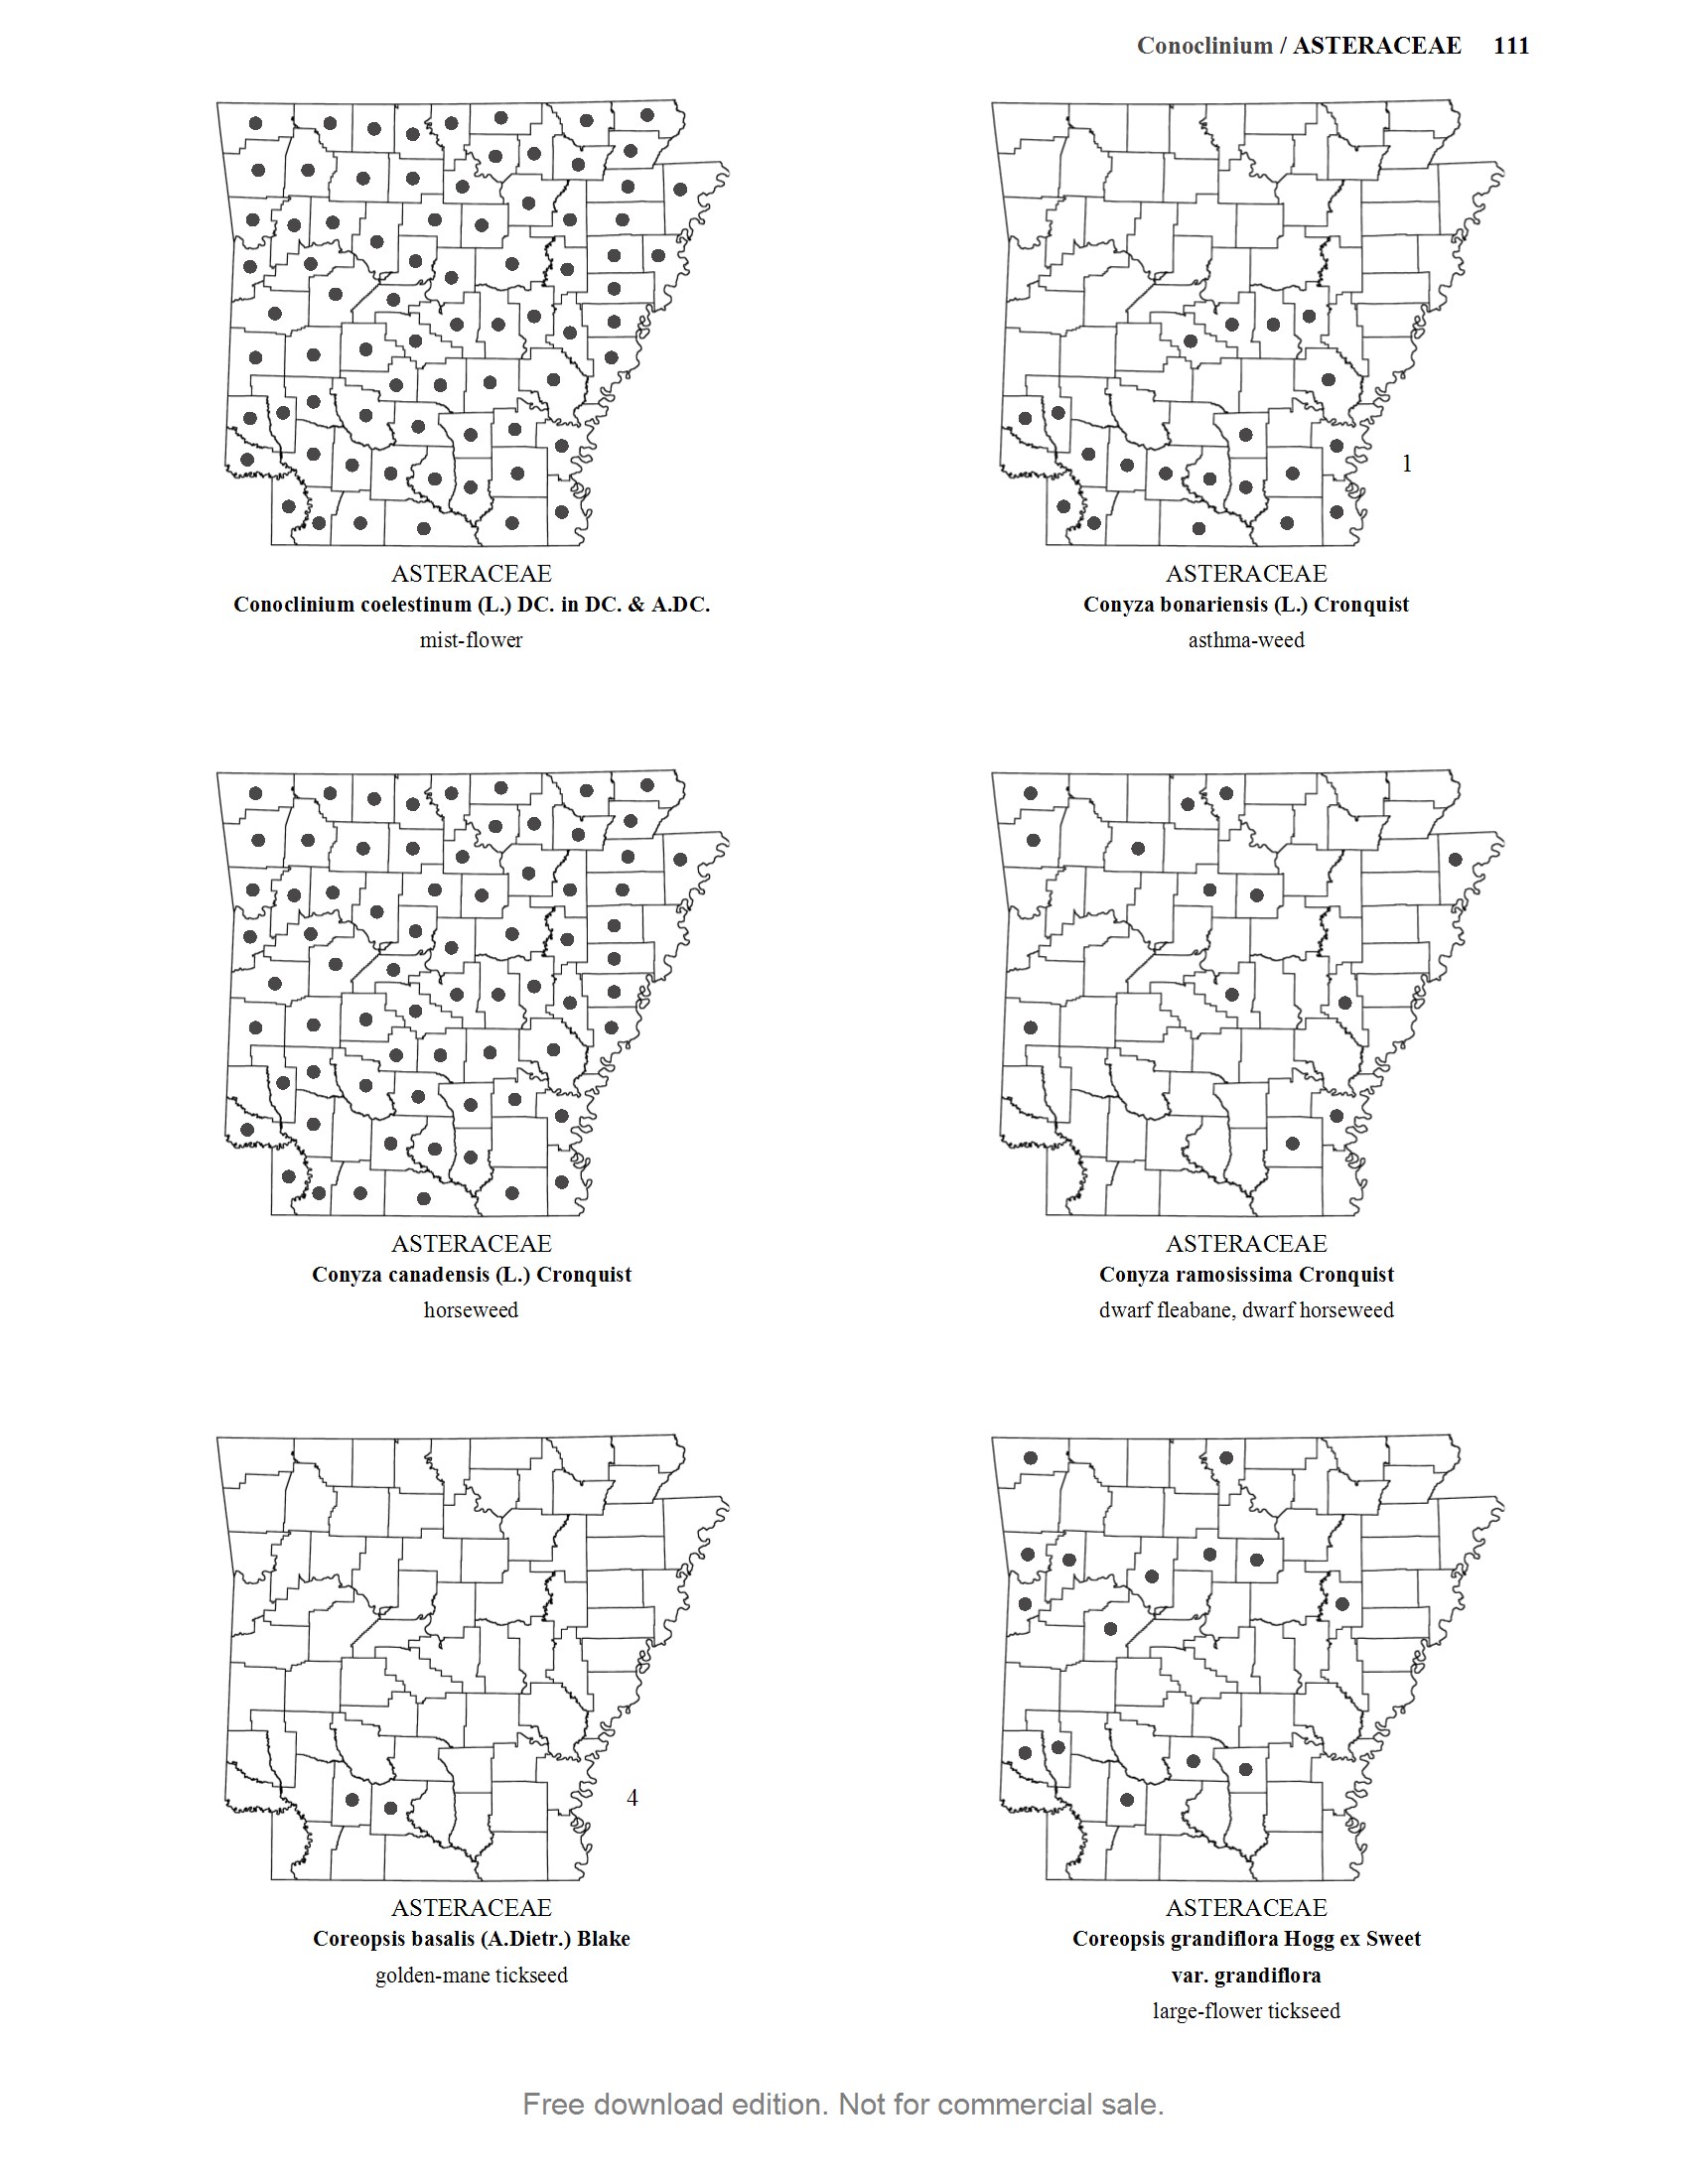 Conoclinium / ASTERACEAE 111
ASTERACEAE
Conoclinium coelestinum (L.) DC. in DC. & A.DC.
mist-flower
1
ASTERACEAE
Conyza bonariensis (L.) Cronquist
asthma-weed
ASTERACEAE
Conyza canadensis (L.) Cronquist
horseweed
ASTERACEAE
Conyza ramosissima Cronquist
dwarf fleabane, dwarf horseweed
4
ASTERACEAE
Coreopsis basalis (A.Dietr.) Blake
golden-mane tickseed
ASTERACEAE
Coreopsis grandiflora Hogg ex Sweet
var. grandiflora
large-flower tickseed
Free download edition. Not for commercial sale.